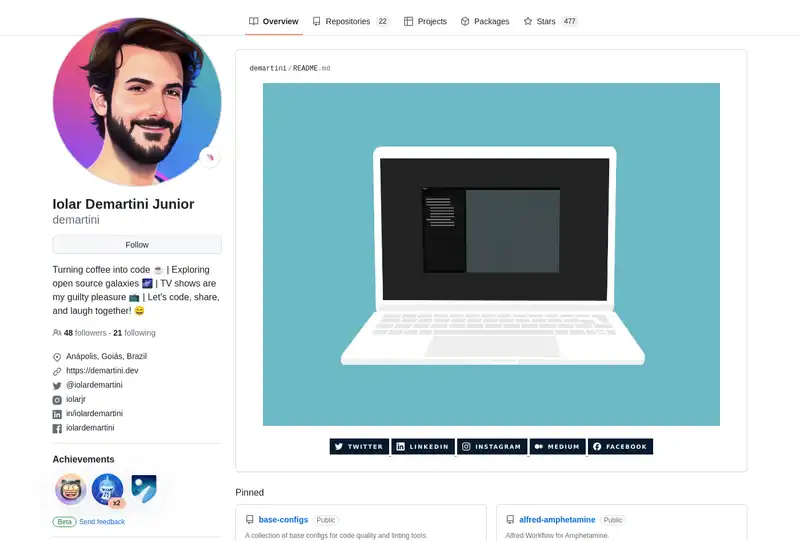 Overview
Repositories 22
Projects
Packages
Stars 477
demartini/README.md
Iolar Demartini Junior
demartini
Follow
Turning coffee into code ☕ | Exploring
open source galaxies 🌌 | TV shows are
my guilty pleasure 📺 | Let's code, share,
and laugh together! 😄
48 followers · 21 following
Anápolis, Goiás, Brazil
https://demartini.dev
@iolardemartini
iolarjr
in/iolardemartini
iolardemartini
TWITTER
LINKEDIN
INSTAGRAM
MEDIUM
FACEBOOK
Achievements
x2
Beta Send feedback
Pinned
base-configs Public
A collection of base configs for code quality and linting tools.
alfred-amphetamine Public
Alfred Workflow for Amphetamine.